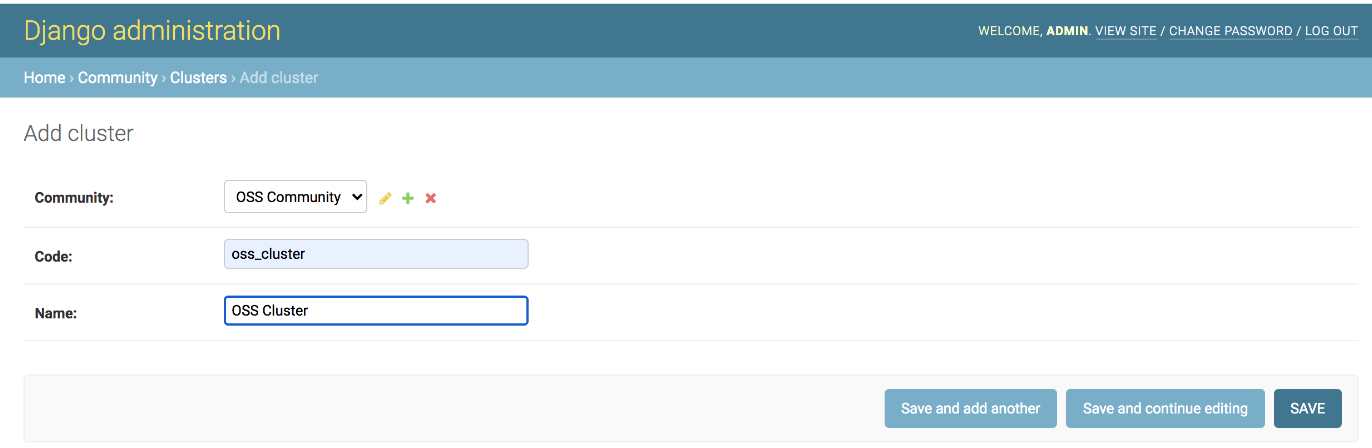 Django administration
WELCOME, ADMIN. VIEW SITE / CHANGE PASSWORD / LOG OUT
Home › Community › Clusters › Add cluster
Add cluster
Community: OSS Community
Code: oss_cluster
Name: OSS Cluster
Save and add another Save and continue editing SAVE